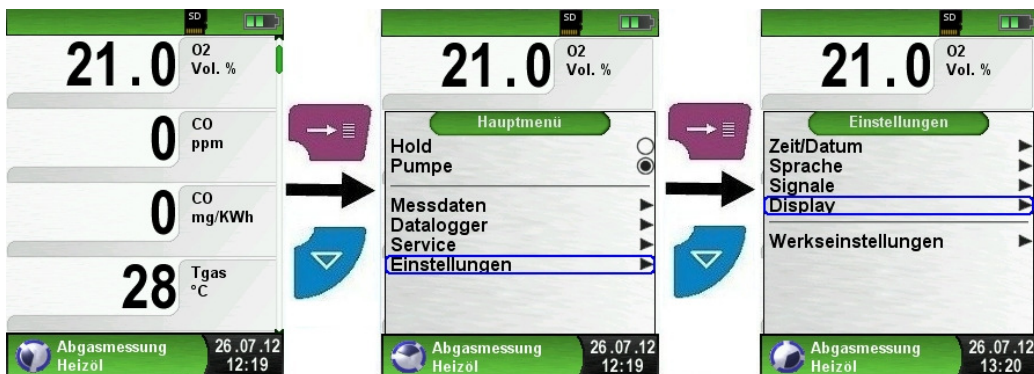 SD
21.0 O2
Vol. %
0 CO
ppm
0 CO
mg/KWh
28 Tgas
°C
Abgasmessung 26.07.12
Heizöl 12:19
SD
21.0 O2
Vol. %
Hauptmenü
Hold
Pumpe
Messdaten
Datalogger
Service
Einstellungen
Abgasmessung 26.07.12
Heizöl 12:19
SD
21.0 O2
Vol. %
Einstellungen
Zeit/Datum
Sprache
Signale
Display
Werkseinstellungen
Abgasmessung 26.07.12
Heizöl 13:20